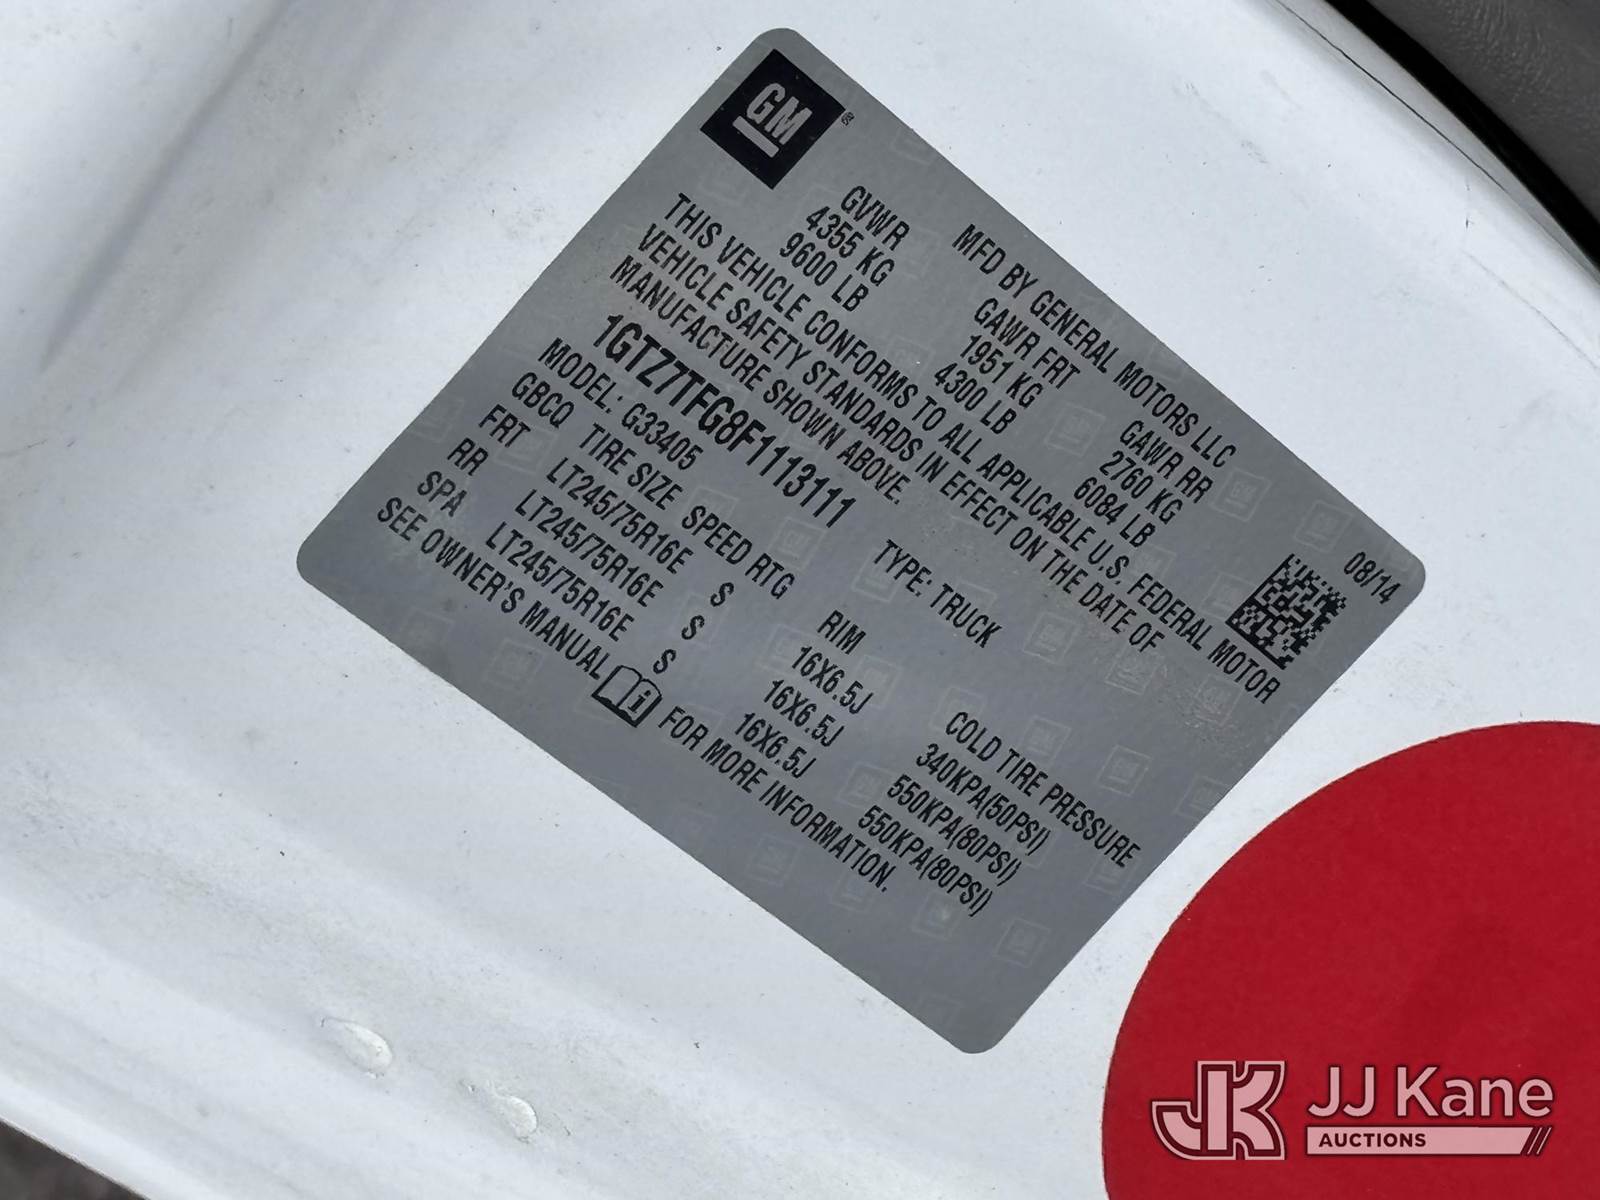 GM
MFD BY GENERAL MOTORS LLC 08/14
GVWR GAWR FRT GAWR RR
4355 KG 1951 KG 2760 KG
9600 LB 4300 LB 6084 LB
THIS VEHICLE CONFORMS TO ALL APPLICABLE U.S. FEDERAL MOTOR
VEHICLE SAFETY STANDARDS IN EFFECT ON THE DATE OF
MANUFACTURE SHOWN ABOVE.
1GTZ7TFG8F1113111 TYPE: TRUCK
MODEL: G33405
GBCQ TIRE SIZE SPEED RTG RIM COLD TIRE PRESSURE
FRT LT245/75R16E S 16X6.5J 340KPA(50PSI)
RR LT245/75R16E S 16X6.5J 550KPA(80PSI)
SPA LT245/75R16E S 16X6.5J 550KPA(80PSI)
SEE OWNER'S MANUAL i FOR MORE INFORMATION.
JK JJ Kane
AUCTIONS